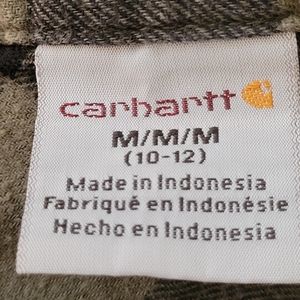 carhartt
M/M/M
(10-12)
Made in Indonesia
Fabriqué en Indonésie
Hecho en Indonesia